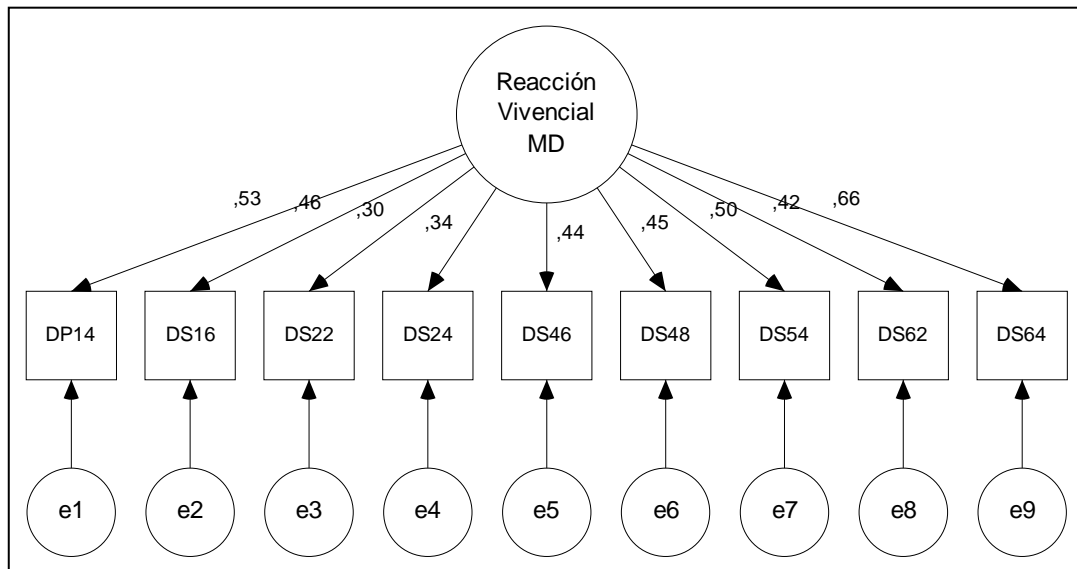 Reacción
Vivencial
MD
,53
,46
,30
,34
,44
,45
,50
,42
,66
DP14
DS16
DS22
DS24
DS46
DS48
DS54
DS62
DS64
e1
e2
e3
e4
e5
e6
e7
e8
e9